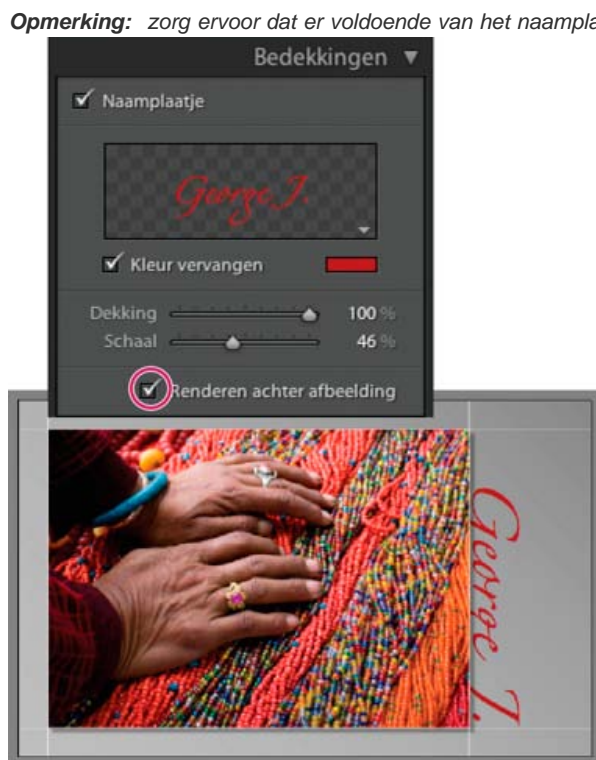 Opmerking: zorg ervoor dat er voldoende van het naampla
Bedekkingen
Naamplaatje
George J.
Kleur vervangen
Dekking 100 %
Schaal 46 %
Renderen achter afbeelding
George J.